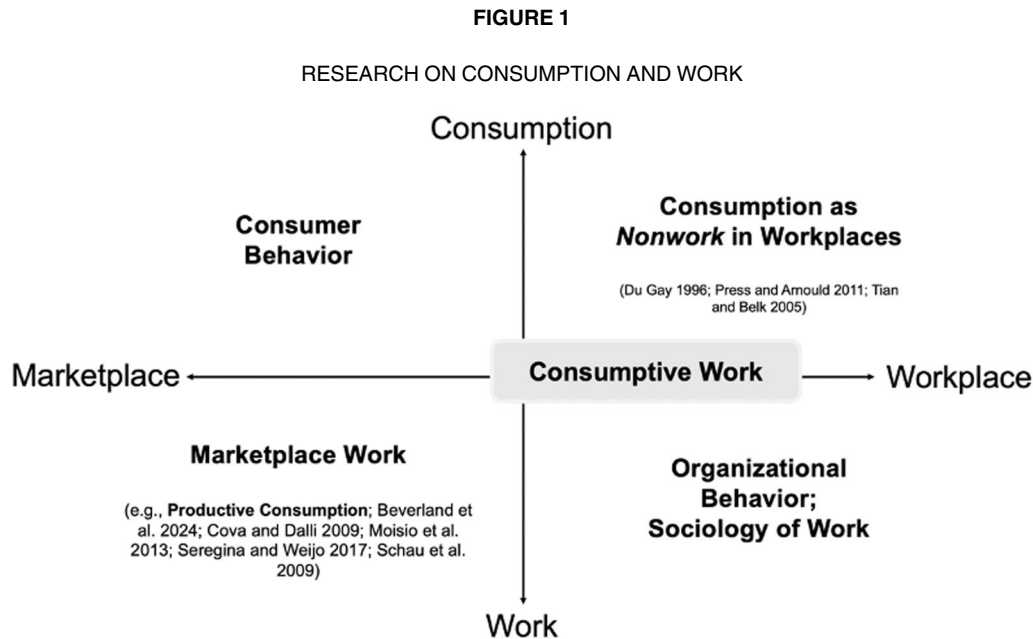 FIGURE 1
RESEARCH ON CONSUMPTION AND WORK
Consumption
Consumer
Behavior
Consumption as
Nonwork in Workplaces
(Du Gay 1996; Press and Arnould 2011; Tian
and Belk 2005)
Marketplace
Consumptive Work
Workplace
Marketplace Work
(e.g., Productive Consumption; Beverland et
al. 2024; Cova and Dalli 2009; Moisio et al.
2013; Seregina and Weijo 2017; Schau et al.
2009)
Organizational
Behavior;
Sociology of Work
Work